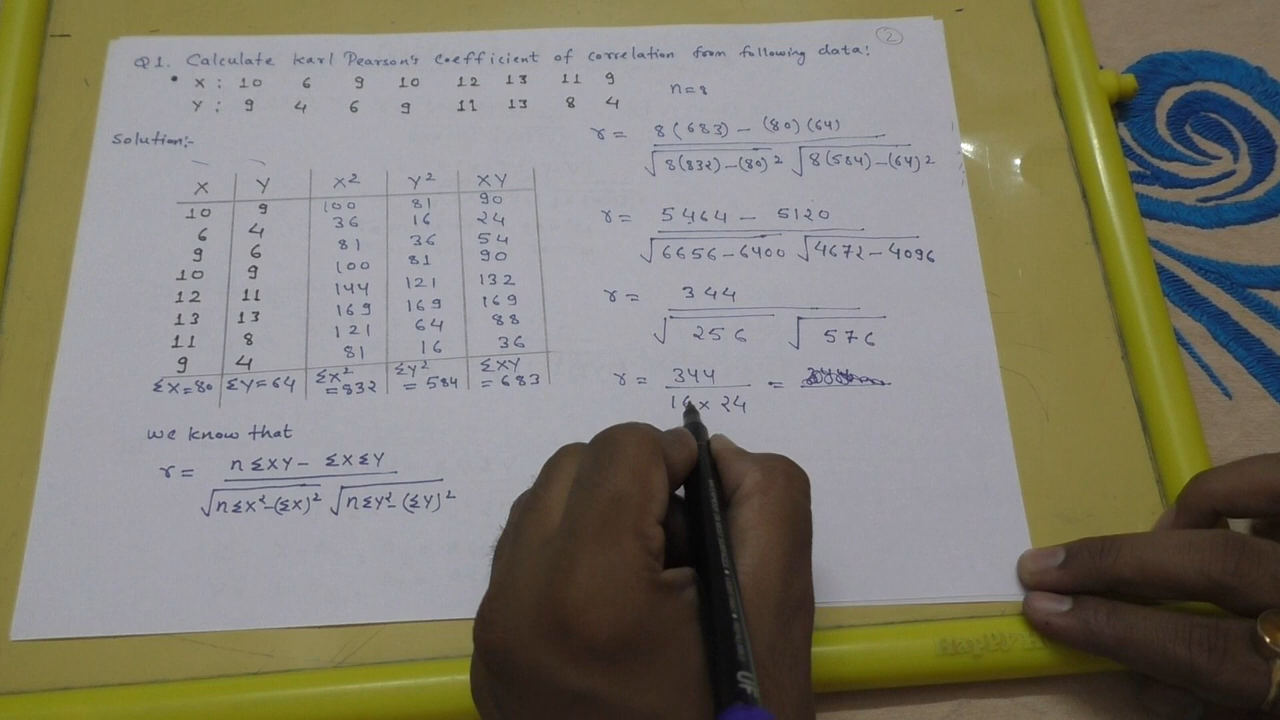 2
Q1. Calculate Karl Pearson's Coefficient of correlation from following data:
X : 10 6 9 10 12 13 11 9
Y : 9 4 6 9 11 13 8 4
Solution:-
X Y X² Y² XY
10 9 100 81 90
6 4 36 16 24
9 6 81 36 54
10 9 100 81 90
12 11 144 121 132
13 13 169 169 169
11 8 121 64 88
9 4 81 16 36
ΣX=80 ΣY=64 ΣX²=832 ΣY²=584 ΣXY=683
we know that
r = nΣXY - ΣXΣY
√nΣX²-(ΣX)² √nΣY²-(ΣY)²
n=8
r = 8(683) - (80)(64)
√8(832)-(80)² √8(584)-(64)²
r = 5464 - 5120
√6656-6400 √4672-4096
r = 344
√256 √576
r = 344 =
16 x 24
UF